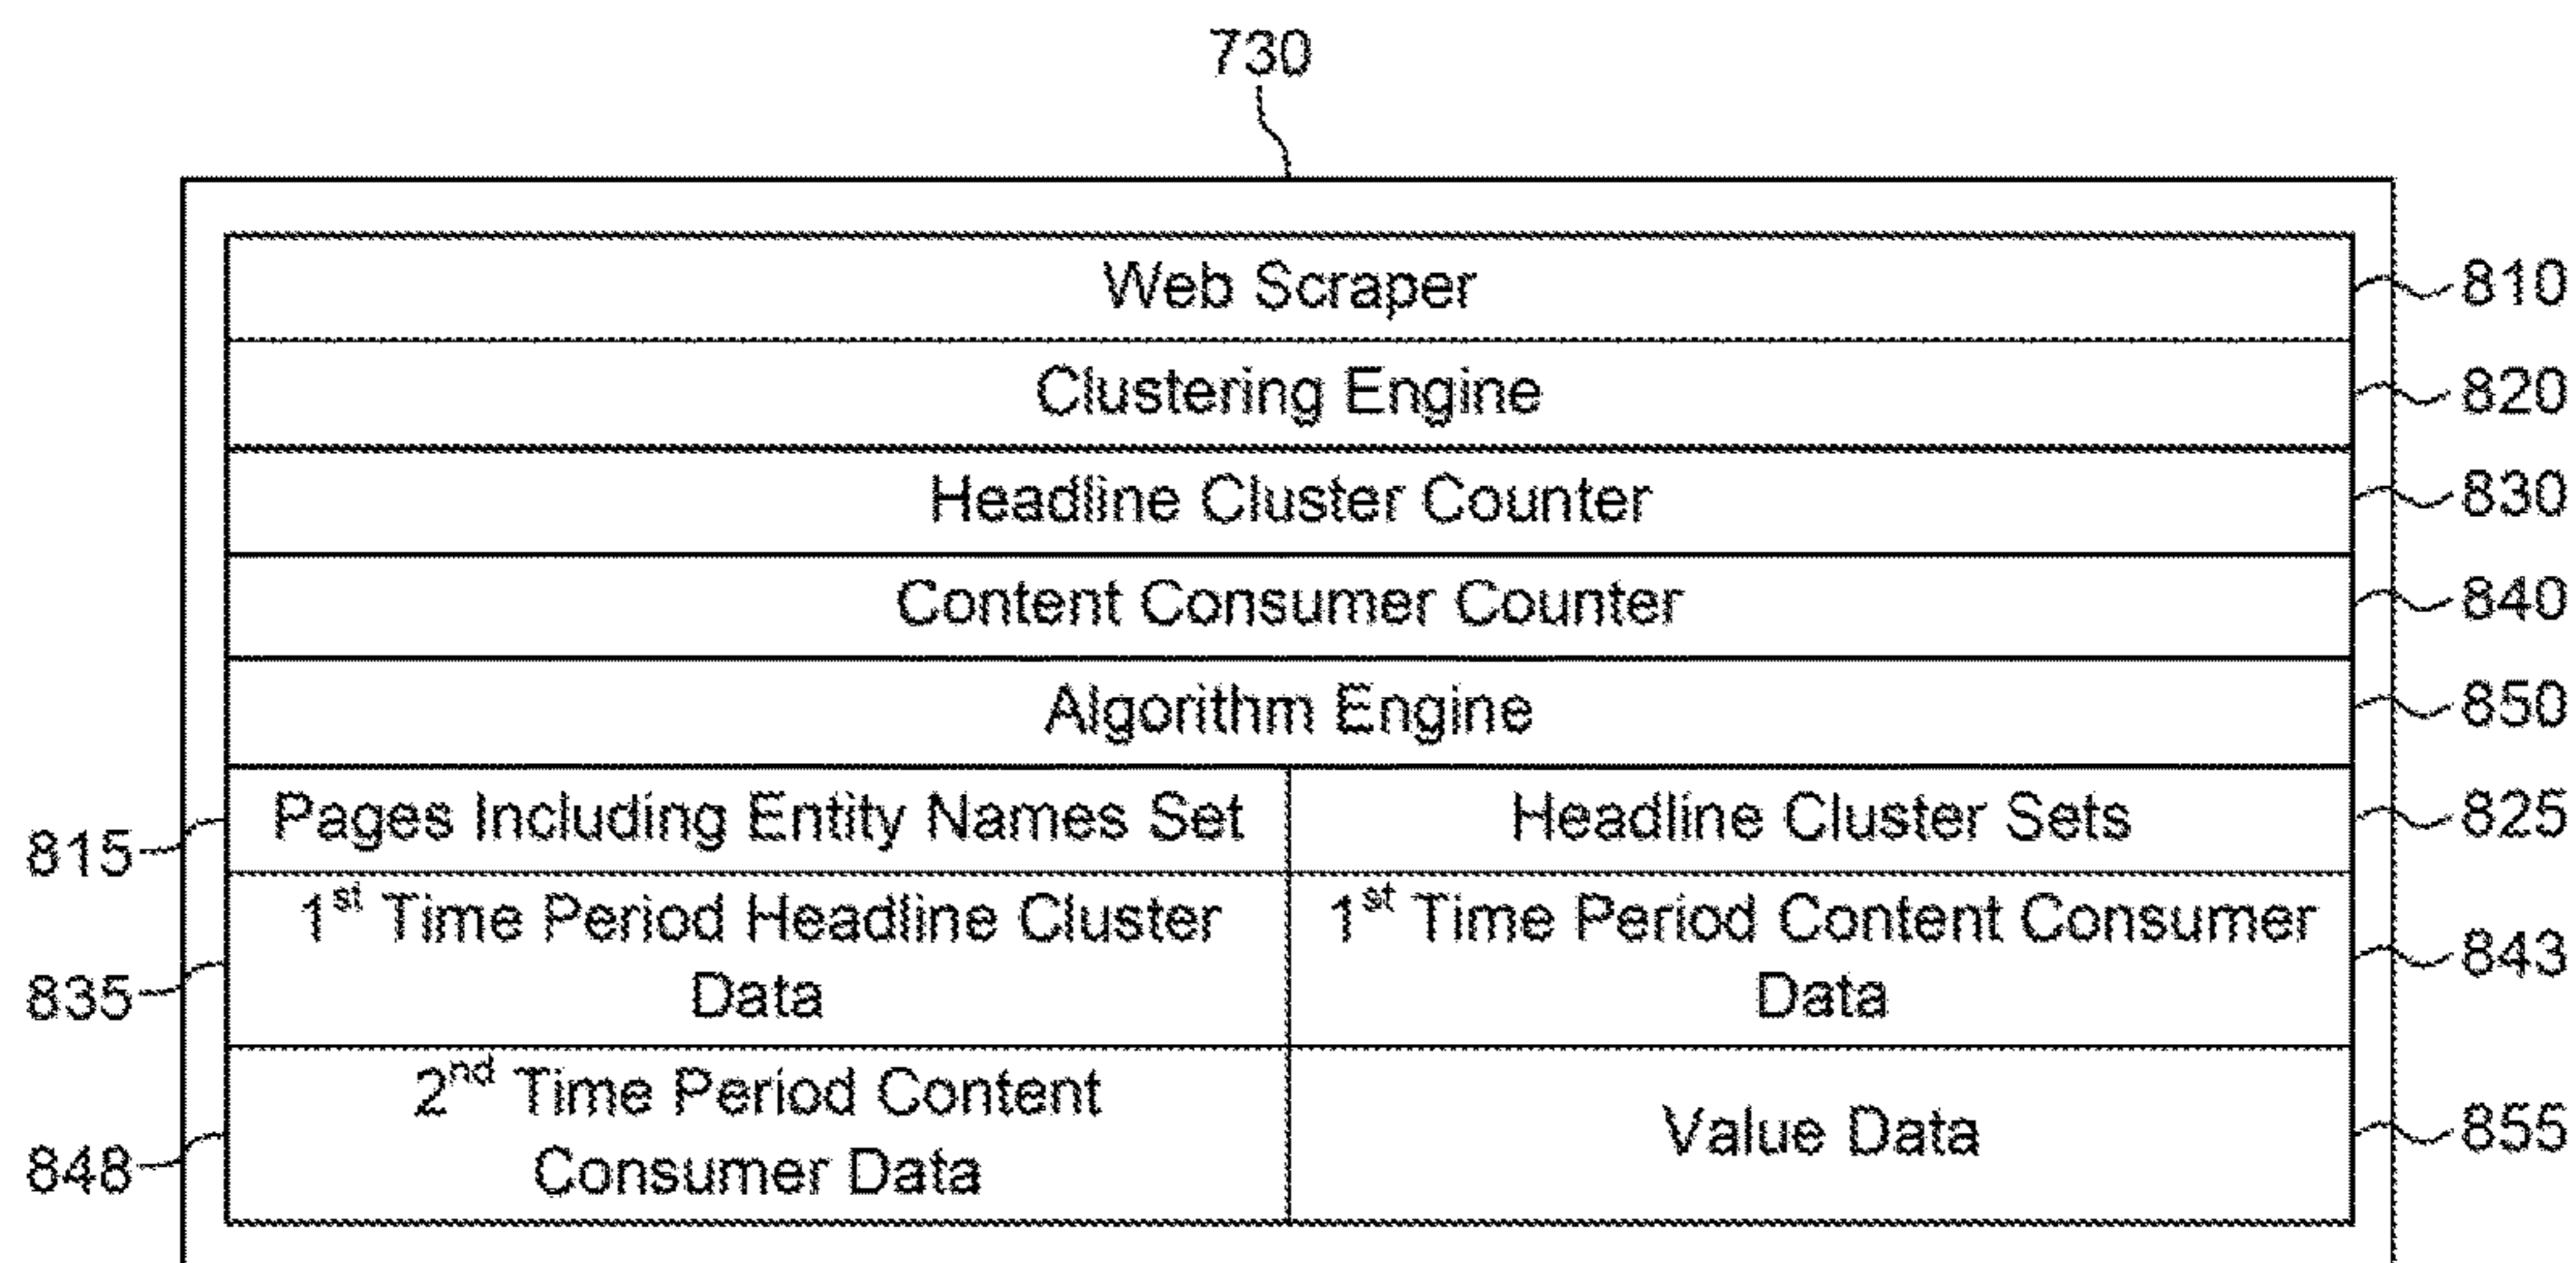 730
Web Scraper 810
Clustering Engine 820
Headline Cluster Counter 830
Content Consumer Counter 840
Algorithm Engine 850
815 Pages Including Entity Names Set Headline Cluster Sets 825
1st Time Period Headline Cluster 1st Time Period Content Consumer
835 Data Data 843
2nd Time Period Content
848 Consumer Data Value Data 855